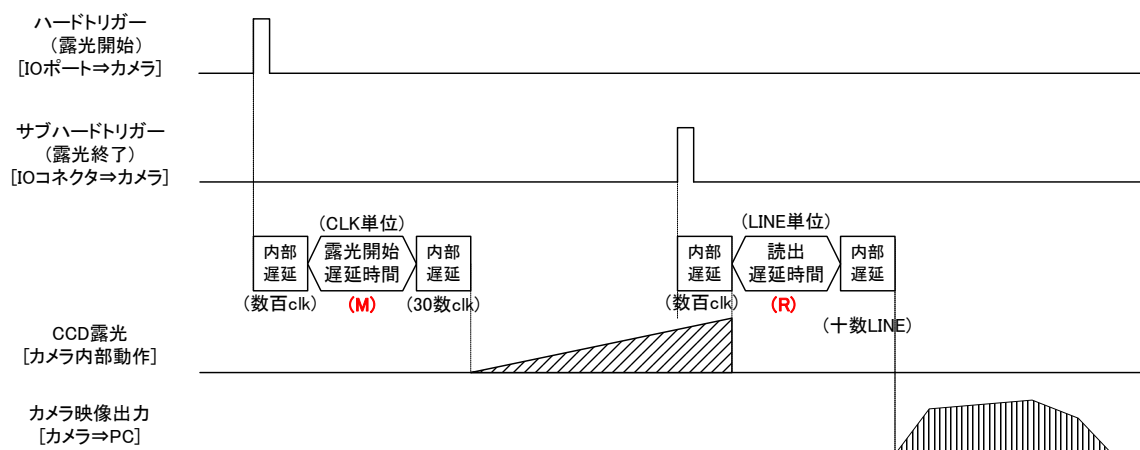 ハードトリガー
（露光開始）
[IOポート⇒カメラ]
サブハードトリガー
（露光終了）
[IOコネクタ⇒カメラ]
（CLK単位）
（LINE単位）
内部
遅延
露光開始
遅延時間
内部
遅延
内部
遅延
読出
遅延時間
内部
遅延
（数百clk）
（M）
（30数clk）
（数百clk）
（R）
（十数LINE）
CCD露光
[カメラ内部動作]
カメラ映像出力
[カメラ⇒PC]